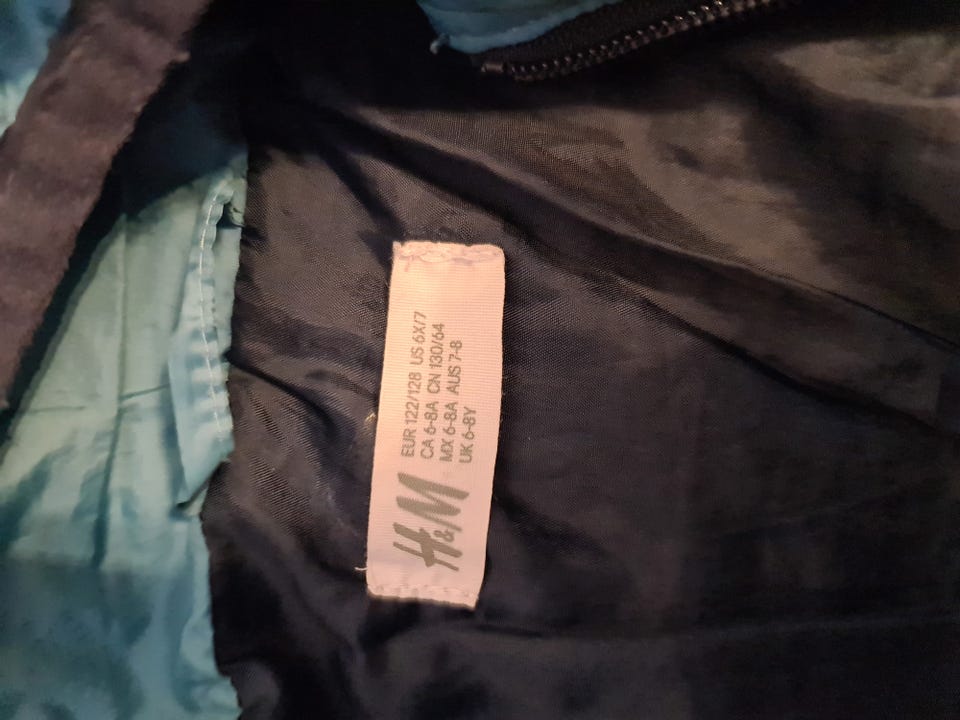 H&M
EUR 122/128 US 6X/7
CA 6-8A CN 130/64
MX 6-8A AUS 7-8
UK 6-8Y